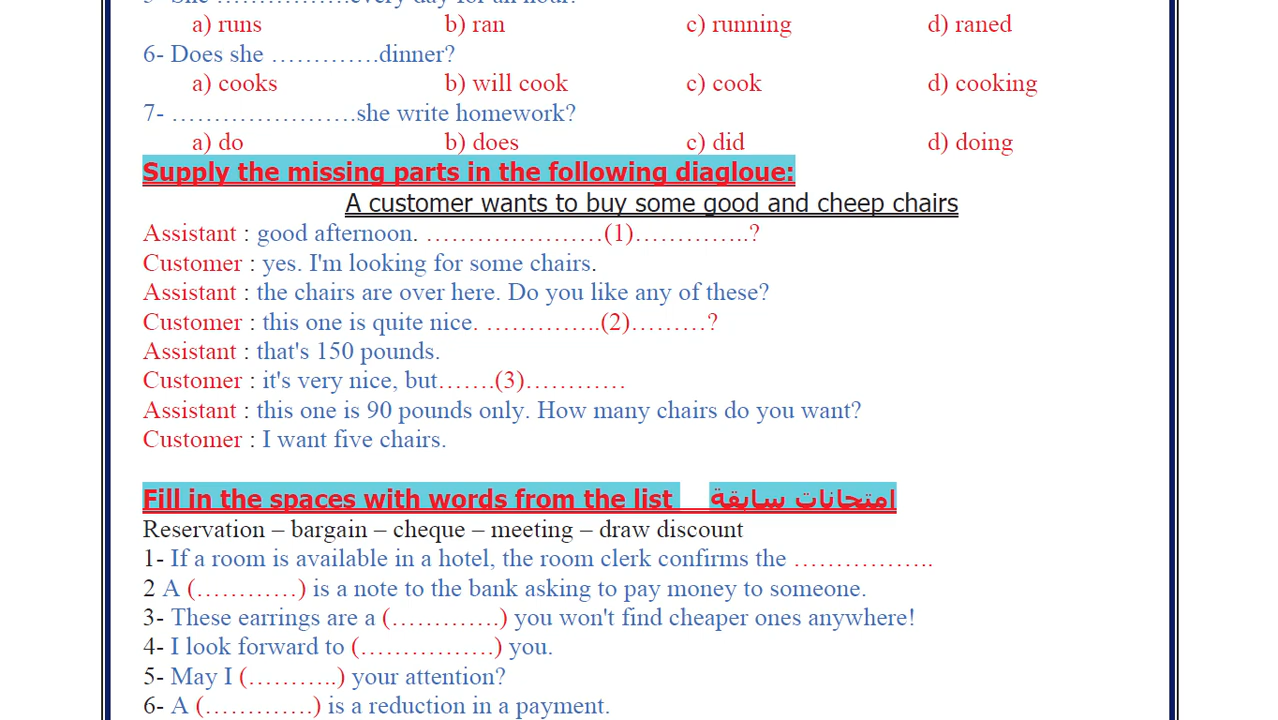 5- She …………….every day for an hour.
a) runs b) ran c) running d) raned
6- Does she ………….dinner?
a) cooks b) will cook c) cook d) cooking
7- ………………….she write homework?
a) do b) does c) did d) doing
Supply the missing parts in the following diagloue:
A customer wants to buy some good and cheep chairs
Assistant : good afternoon. …………………(1)…………..?
Customer : yes. I'm looking for some chairs.
Assistant : the chairs are over here. Do you like any of these?
Customer : this one is quite nice. …………..(2)………?
Assistant : that's 150 pounds.
Customer : it's very nice, but…….(3)…………
Assistant : this one is 90 pounds only. How many chairs do you want?
Customer : I want five chairs.
Fill in the spaces with words from the list امتحانات سابقة
Reservation – bargain – cheque – meeting – draw discount
1- If a room is available in a hotel, the room clerk confirms the ……………..
2 A (…………) is a note to the bank asking to pay money to someone.
3- These earrings are a (………….) you won't find cheaper ones anywhere!
4- I look forward to (……………) you.
5- May I (………..) your attention?
6- A (………….) is a reduction in a payment.